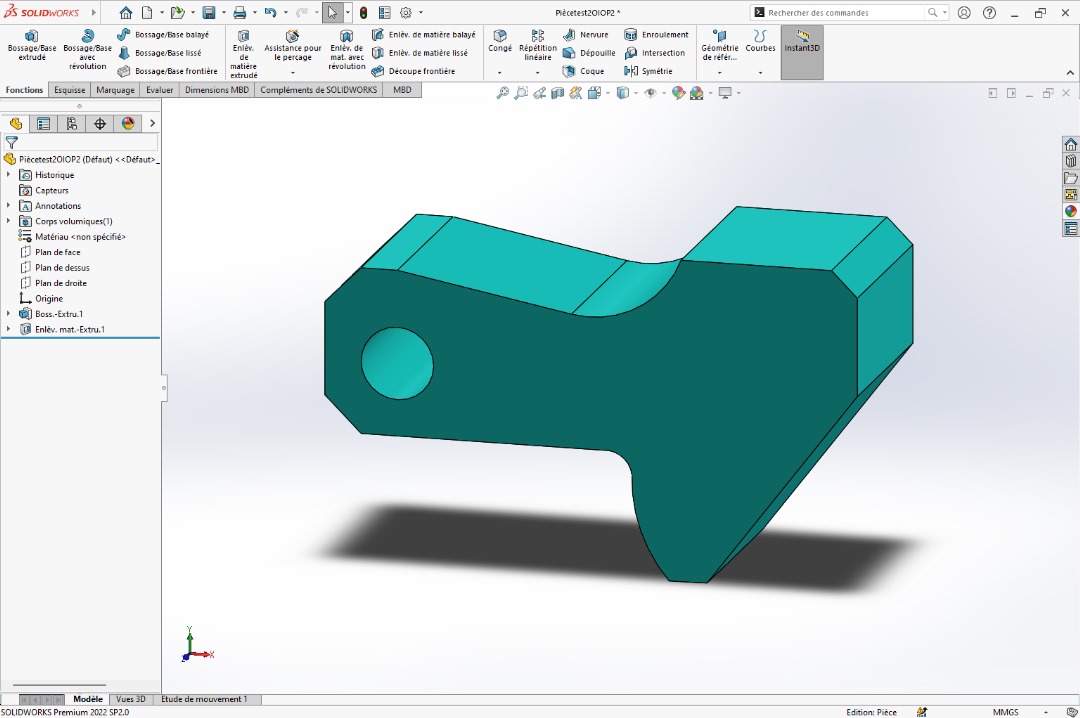 SOLIDWORKS
Piècetest2OIOP2 *
Rechercher des commandes
Bossage/Base extrudé
Bossage/Base avec révolution
Bossage/Base balayé
Bossage/Base lissé
Bossage/Base frontière
Enlèv. de matière extrudé
Assistance pour le perçage
Enlèv. de mat. avec révolution
Enlèv. de matière balayé
Enlèv. de matière lissé
Découpe frontière
Congé
Répétition linéaire
Nervure
Dépouille
Coque
Enroulement
Intersection
Symétrie
Géométrie de référ...
Courbes
Instant3D
Fonctions
Esquisse
Marquage
Evaluer
Dimensions MBD
Compléments de SOLIDWORKS
MBD
Piècetest2OIOP2 (Défaut) <<Défaut>_
Historique
Capteurs
Annotations
Corps volumiques(1)
Matériau <non spécifié>
Plan de face
Plan de dessus
Plan de droite
Origine
Boss.-Extru.1
Enlèv. mat.-Extru.1
Y
X
Z
Modèle
Vues 3D
Etude de mouvement 1
SOLIDWORKS Premium 2022 SP2.0
Edition: Pièce
MMGS